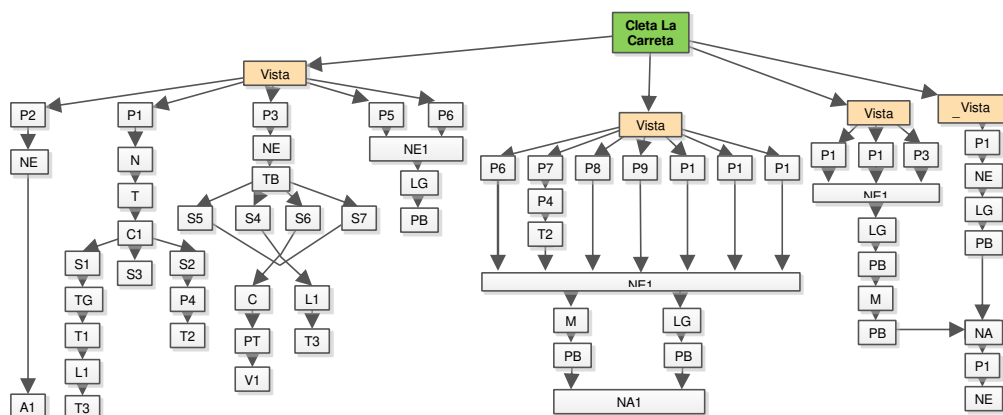 Cleta La
Carreta
Vista
P2
P1
P3
P5
P6
NE
N
NE
NE1
T
TB
LG
C1
S5
S4
S6
S7
PB
S1
S3
S2
TG
P4
C
L1
T1
T2
PT
T3
L1
V1
A1
T3
Vista
P6
P7
P8
P9
P1
P1
P1
P4
T2
NE1
M
LG
PB
PB
NA1
Vista
P1
P1
P3
NE1
LG
PB
M
PB
_Vista
P1
NE
LG
PB
NA
P1
NE